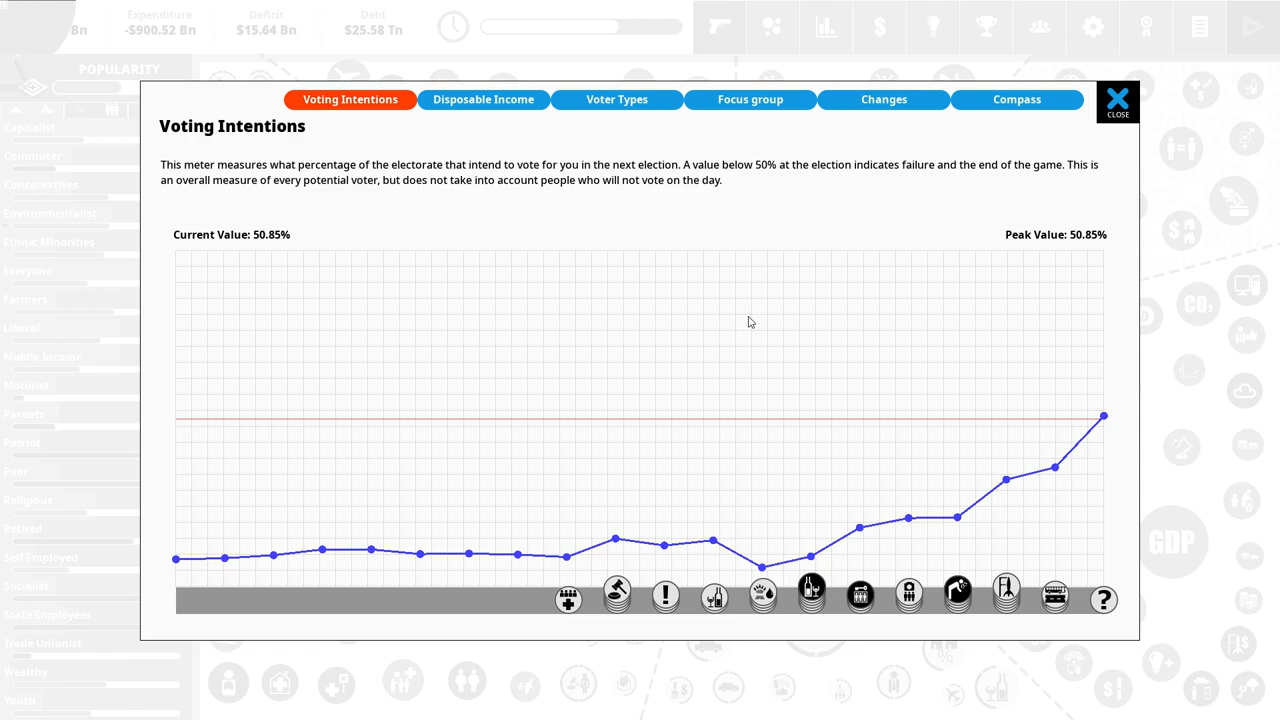 Bn
Expenditure
-$900.52 Bn
Deficit
$15.64 Bn
Debt
$25.58 Tn
POPULARITY
Voting Intentions
Disposable Income
Voter Types
Focus group
Changes
Compass
CLOSE
Voting Intentions
This meter measures what percentage of the electorate that intend to vote for you in the next election. A value below 50% at the election indicates failure and the end of the game. This is
an overall measure of every potential voter, but does not take into account people who will not vote on the day.
Current Value: 50.85%
Peak Value: 50.85%
Capitalist
Commuter
Conservatives
Environmentalist
Ethnic Minorities
Everyone
Farmers
Liberal
Middle Income
Motorist
Parents
Patriot
Poor
Religious
Retired
Self Employed
Socialist
State Employees
Trade Unionist
Wealthy
Youth
CO2
GDP